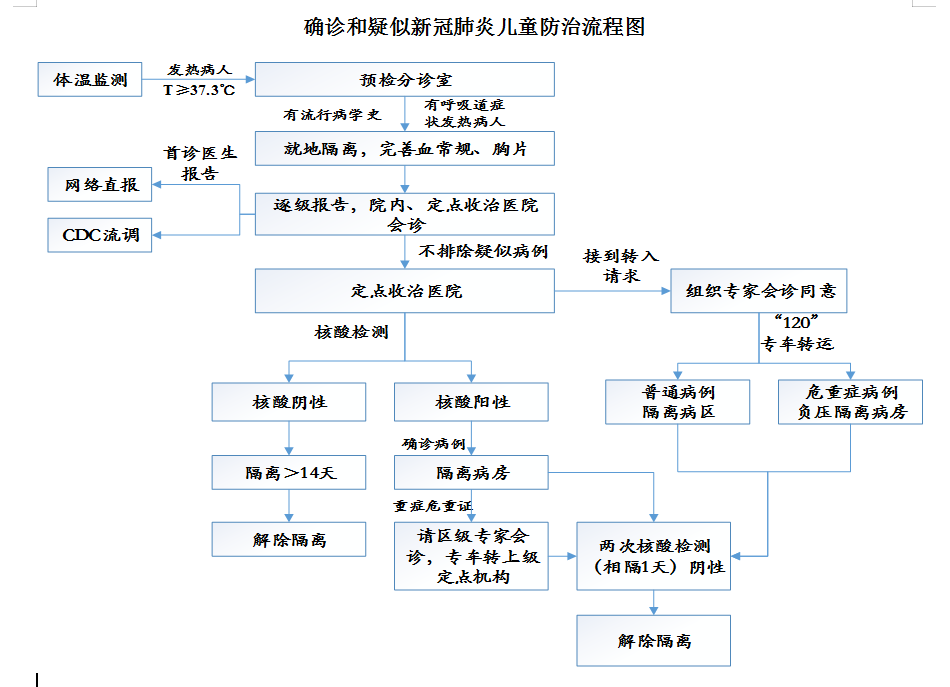 确诊和疑似新冠肺炎儿童防治流程图
体温监测
发热病人
T≥37.3℃
预检分诊室
有流行病学史
有呼吸道症
状发热病人
就地隔离，完善血常规、胸片
首诊医生
报告
网络直报
CDC流调
逐级报告，院内、定点收治医院
会诊
不排除疑似病例
定点收治医院
接到转入
请求
组织专家会诊同意
核酸检测
“120”
专车转运
核酸阴性
核酸阳性
普通病例
隔离病区
危重症病例
负压隔离病房
确诊病例
隔离＞14天
隔离病房
重症危重证
解除隔离
请区级专家会
诊，专车转上级
定点机构
两次核酸检测
（相隔1天）阴性
解除隔离